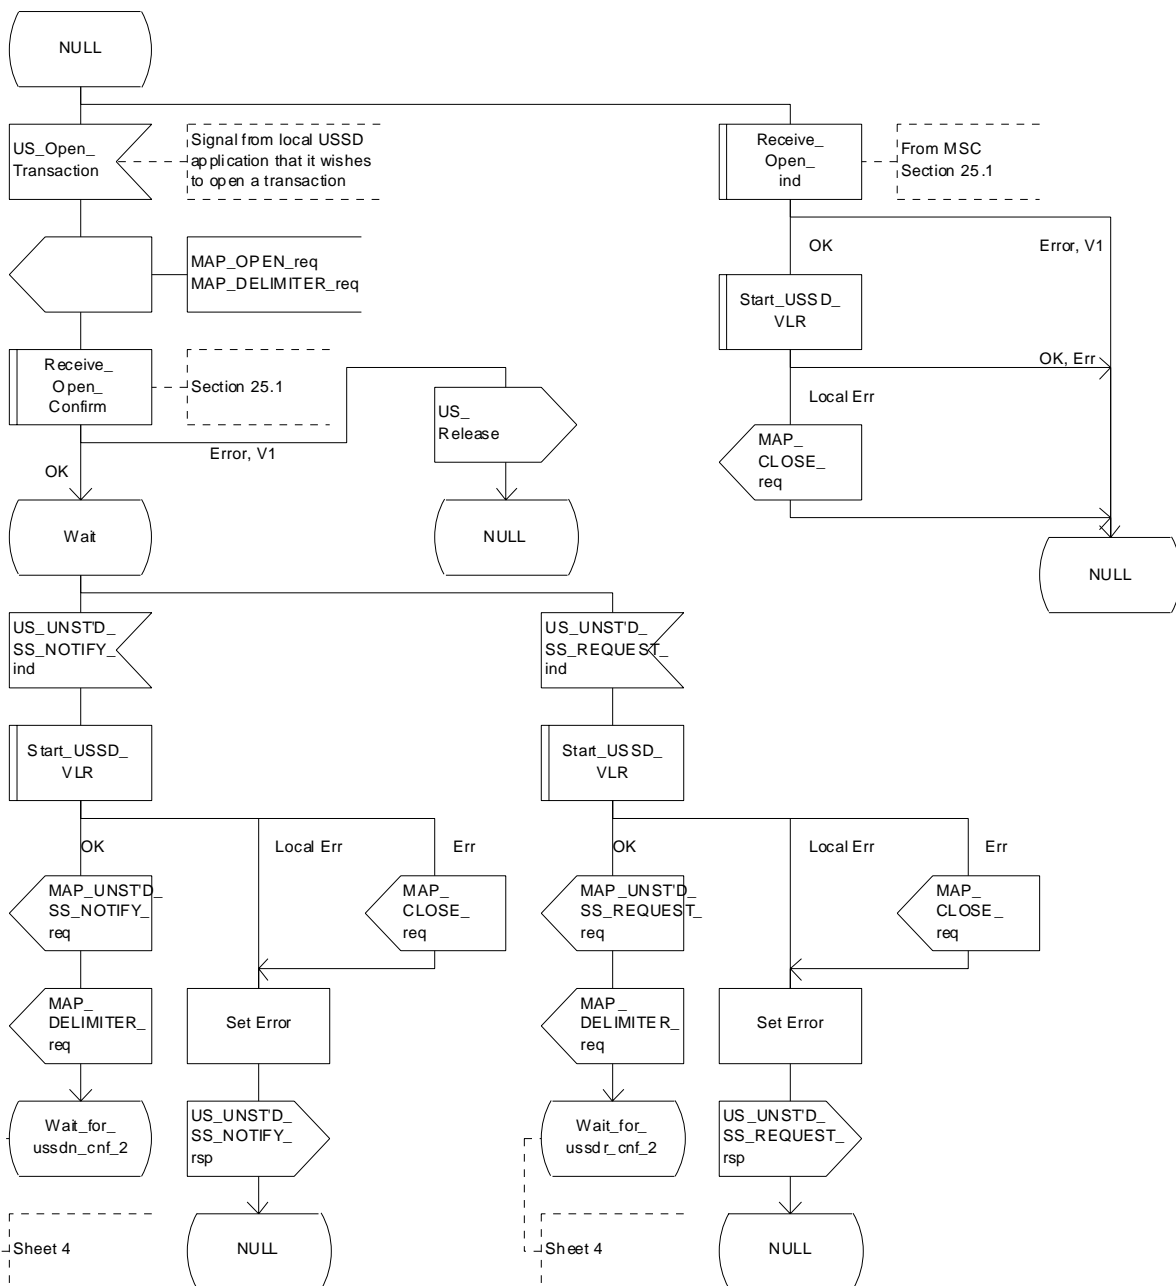 NULL
US_Open_
Transaction
Signal from local USSD
application that it wishes
to open a transaction
Receive_
Open_
ind
From MSC
Section 25.1
MAP_OPEN_req
MAP_DELIMITER_req
OK
Error, V1
Start_USSD_
VLR
Receive_
Open_
Confirm
Section 25.1
OK, Err
US_
Release
Local Err
Error, V1
OK
MAP_
CLOSE_
req
Wait
NULL
NULL
US_UNST'D_
SS_NOTIFY_
ind
US_UNST'D_
SS_REQUEST_
ind
Start_USSD_
VLR
Start_USSD_
VLR
OK
Local Err
Err
OK
Local Err
Err
MAP_UNST'D_
SS_NOTIFY_
req
MAP_
CLOSE_
req
MAP_UNST'D_
SS_REQUEST_
req
MAP_
CLOSE_
req
MAP_
DELIMITER_
req
Set Error
MAP_
DELIMITER_
req
Set Error
Wait_for_
ussdn_cnf_2
US_UNST'D_
SS_NOTIFY_
rsp
Wait_for_
ussdr_cnf_2
US_UNST'D_
SS_REQUEST_
rsp
Sheet 4
NULL
Sheet 4
NULL